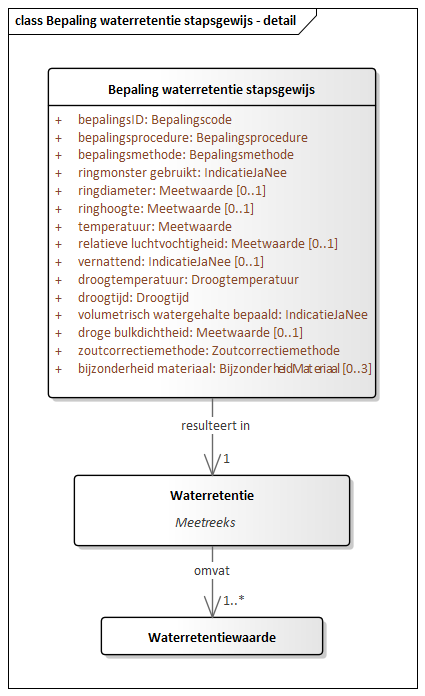 class Bepaling waterretentie stapsgewijs - detail
Bepaling waterretentie stapsgewijs
+ bepalingsID: Bepalingscode
+ bepalingsprocedure: Bepalingsprocedure
+ bepalingsmethode: Bepalingsmethode
+ ringmonster gebruikt: IndicatieJaNee
+ ringdiameter: Meetwaarde [0..1]
+ ringhoogte: Meetwaarde [0..1]
+ temperatuur: Meetwaarde
+ relatieve luchtvochtigheid: Meetwaarde [0..1]
+ vernattend: IndicatieJaNee [0..1]
+ droogtemperatuur: Droogtemperatuur
+ droogtijd: Droogtijd
+ volumetrisch watergehalte bepaald: IndicatieJaNee
+ droge bulkdichtheid: Meetwaarde [0..1]
+ zoutcorrectiemethode: Zoutcorrectiemethode
+ bijzonderheid materiaal: BijzonderheidMateriaal [0..3]
resulteert in
1
Waterretentie
Meetreeks
omvat
1..*
Waterretentiewaarde